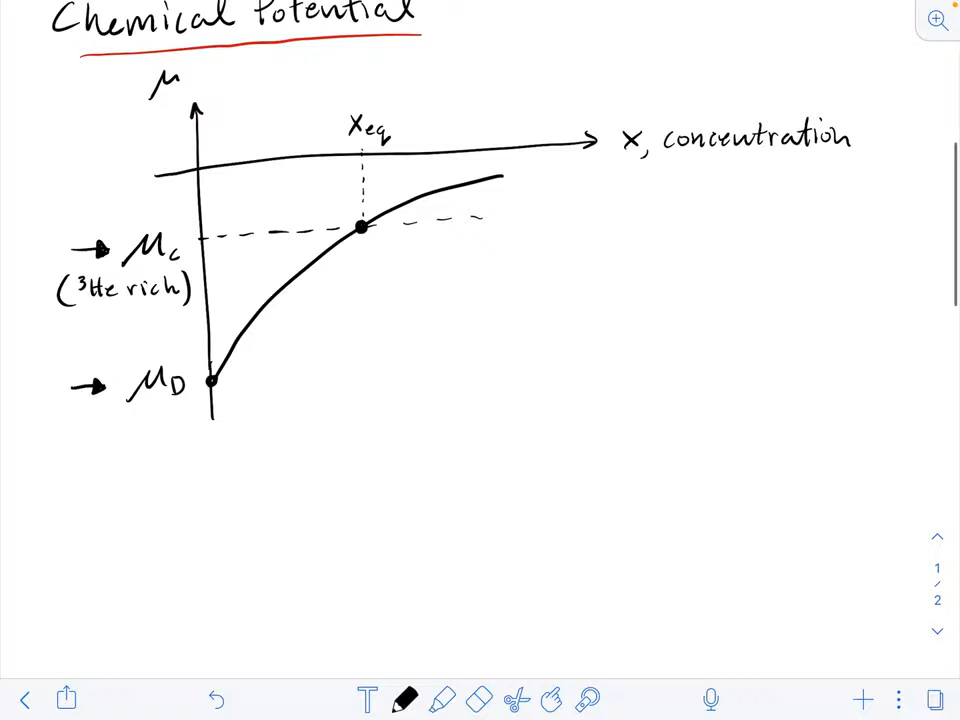 Chemical Potential
μ
x_eq
x, concentration
μ_c
(³He rich)
μ_D
1
/
2
T